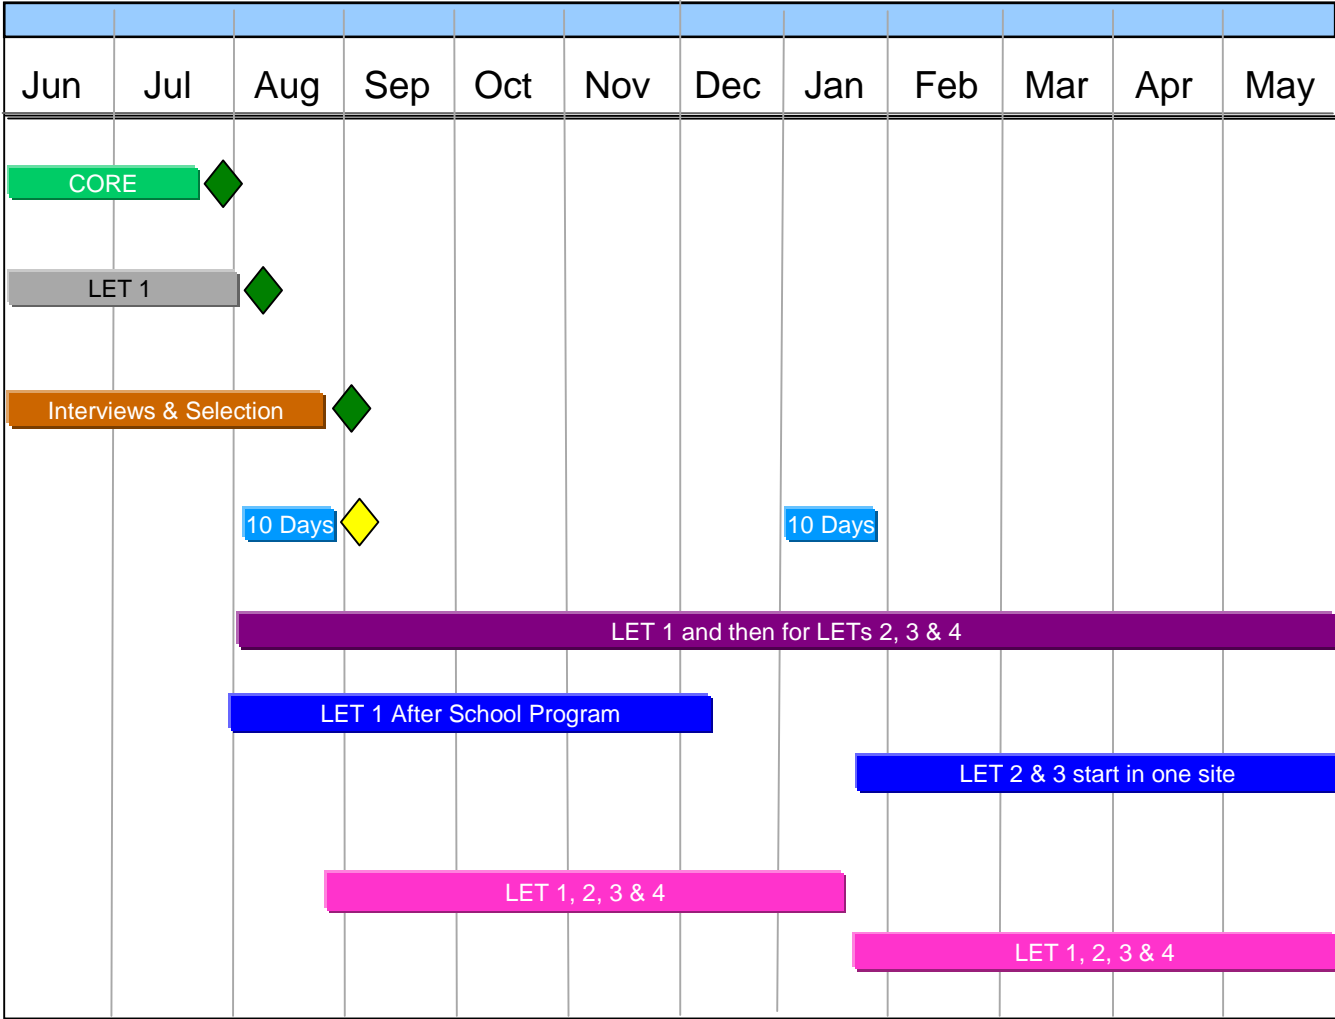 Jun Jul Aug Sep Oct Nov Dec Jan Feb Mar Apr May
CORE
LET 1
Interviews & Selection
10 Days 10 Days
LET 1 and then for LETs 2, 3 & 4
LET 1 After School Program
LET 2 & 3 start in one site
LET 1, 2, 3 & 4
LET 1, 2, 3 & 4